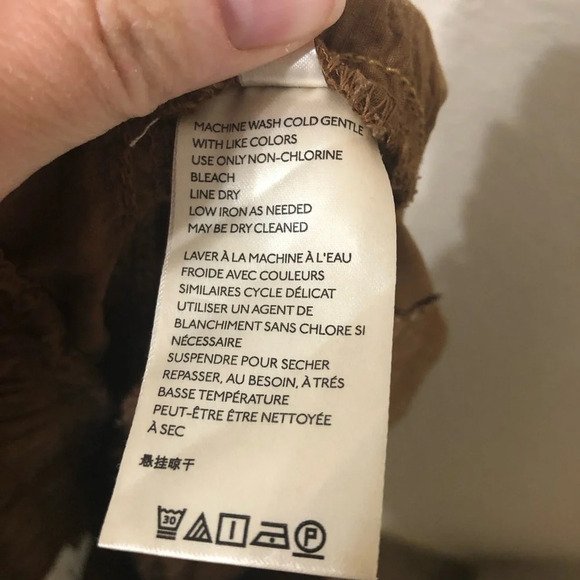 MACHINE WASH COLD GENTLE
WITH LIKE COLORS
USE ONLY NON-CHLORINE
BLEACH
LINE DRY
LOW IRON AS NEEDED
MAY BE DRY CLEANED
LAVER À LA MACHINE À L'EAU
FROIDE AVEC COULEURS
SIMILAIRES CYCLE DÉLICAT
UTILISER UN AGENT DE
BLANCHIMENT SANS CHLORE SI
NÉCESSAIRE
SUSPENDRE POUR SECHER
REPASSER, AU BESOIN, À TRÉS
BASSE TEMPÉRATURE
PEUT-ÊTRE ÊTRE NETTOYÉE
À SEC
悬挂晾干
30 P